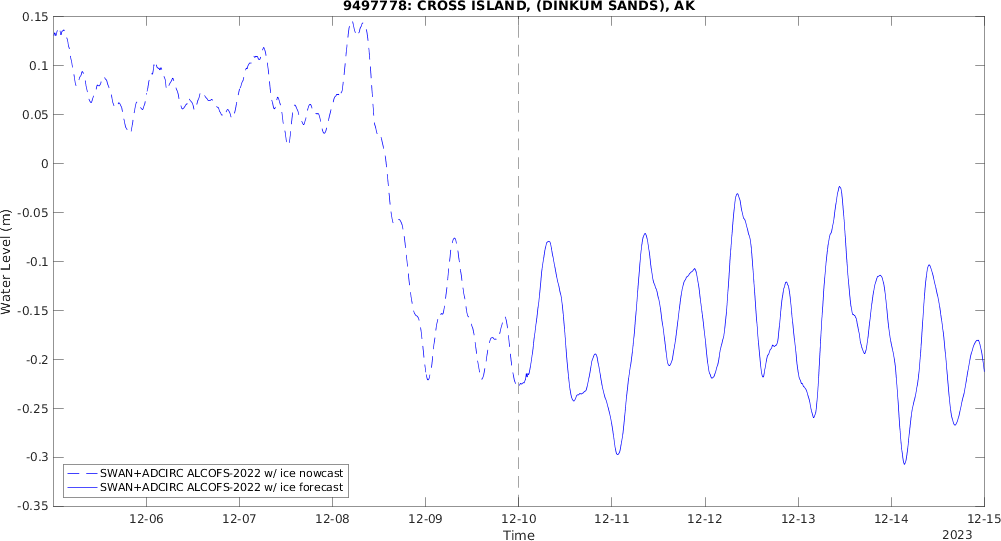 9497778: CROSS ISLAND, (DINKUM SANDS), AK
0.15
0.1
0.05
0
-0.05
-0.1
-0.15
-0.2
-0.25
-0.3
-0.35
Water Level (m)
SWAN+ADCIRC ALCOFS-2022 w/ ice nowcast
SWAN+ADCIRC ALCOFS-2022 w/ ice forecast
12-06 12-07 12-08 12-09 12-10 12-11 12-12 12-13 12-14 12-15
Time
2023